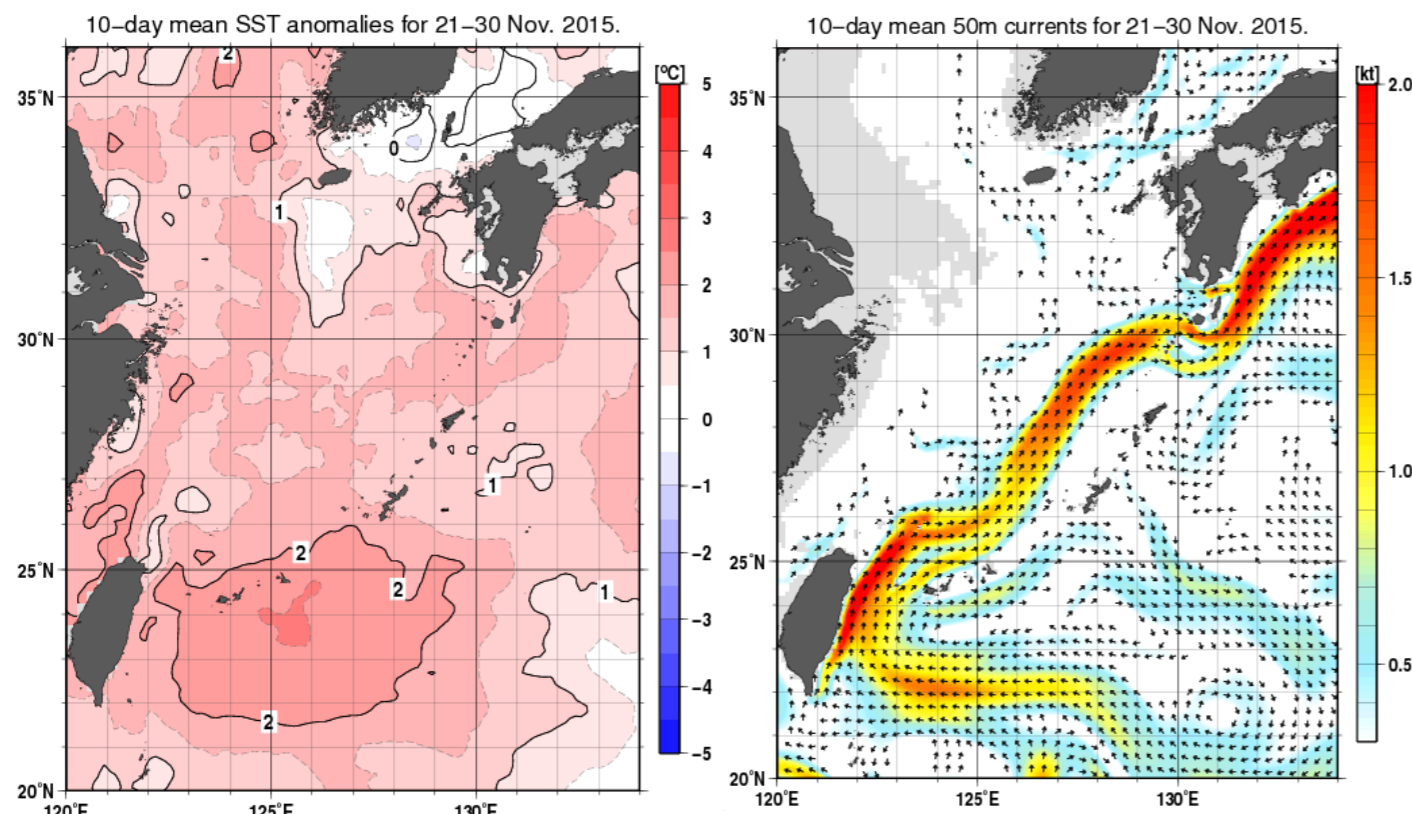 10-day mean SST anomalies for 21-30 Nov. 2015.
[°C]
35°N
30°N
25°N
20°N
120°E
125°E
130°E
2
0
1
1
2
2
1
2
5
4
3
2
1
0
-1
-2
-3
-4
-5
10-day mean 50m currents for 21-30 Nov. 2015.
[kt]
35°N
30°N
25°N
20°N
120°E
125°E
130°E
2.0
1.5
1.0
0.5